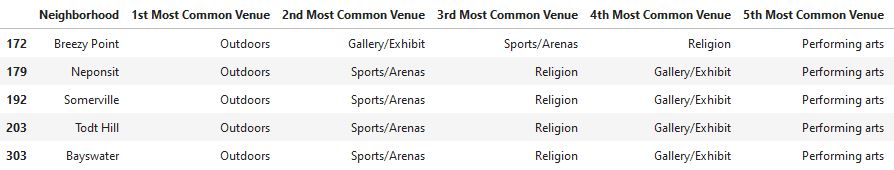 Neighborhood 1st Most Common Venue 2nd Most Common Venue 3rd Most Common Venue 4th Most Common Venue 5th Most Common Venue
172 Breezy Point Outdoors Gallery/Exhibit Sports/Arenas Religion Performing arts
179 Neponsit Outdoors Sports/Arenas Religion Gallery/Exhibit Performing arts
192 Somerville Outdoors Sports/Arenas Religion Gallery/Exhibit Performing arts
203 Todt Hill Outdoors Sports/Arenas Religion Gallery/Exhibit Performing arts
303 Bayswater Outdoors Sports/Arenas Religion Gallery/Exhibit Performing arts